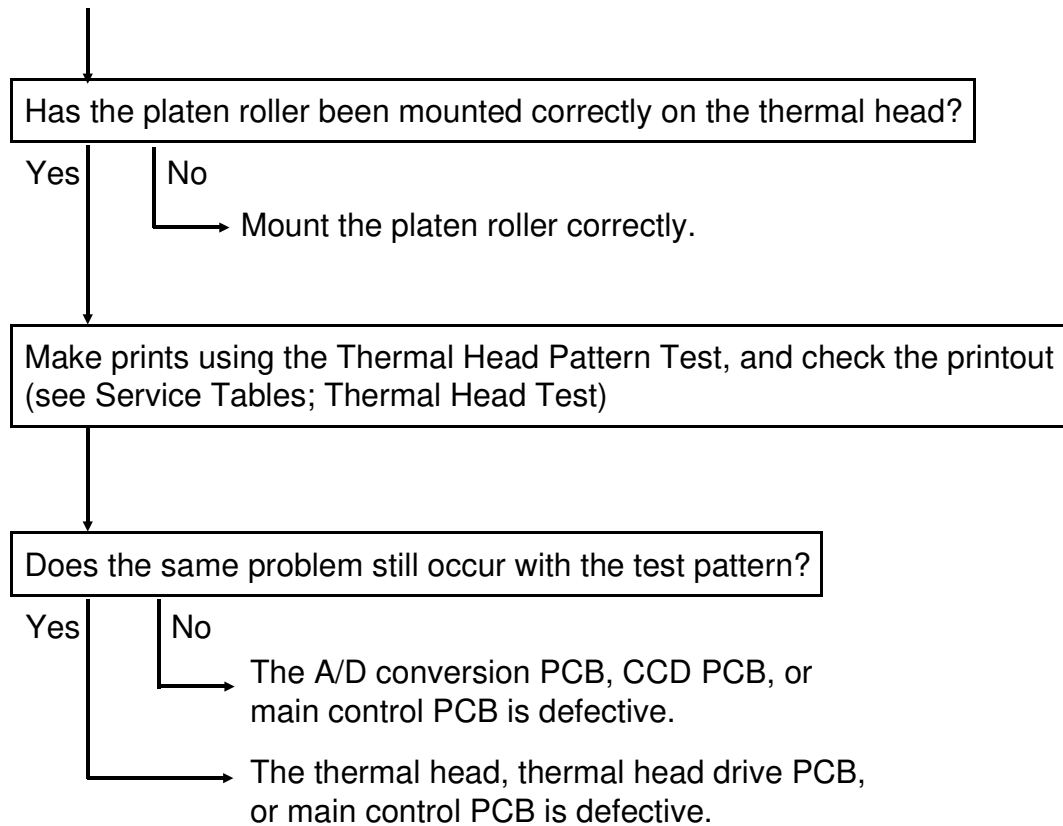 Has the platen roller been mounted correctly on the thermal head?
Yes No
Mount the platen roller correctly.
Make prints using the Thermal Head Pattern Test, and check the printout
(see Service Tables; Thermal Head Test)
Does the same problem still occur with the test pattern?
Yes No
The A/D conversion PCB, CCD PCB, or
main control PCB is defective.
The thermal head, thermal head drive PCB,
or main control PCB is defective.